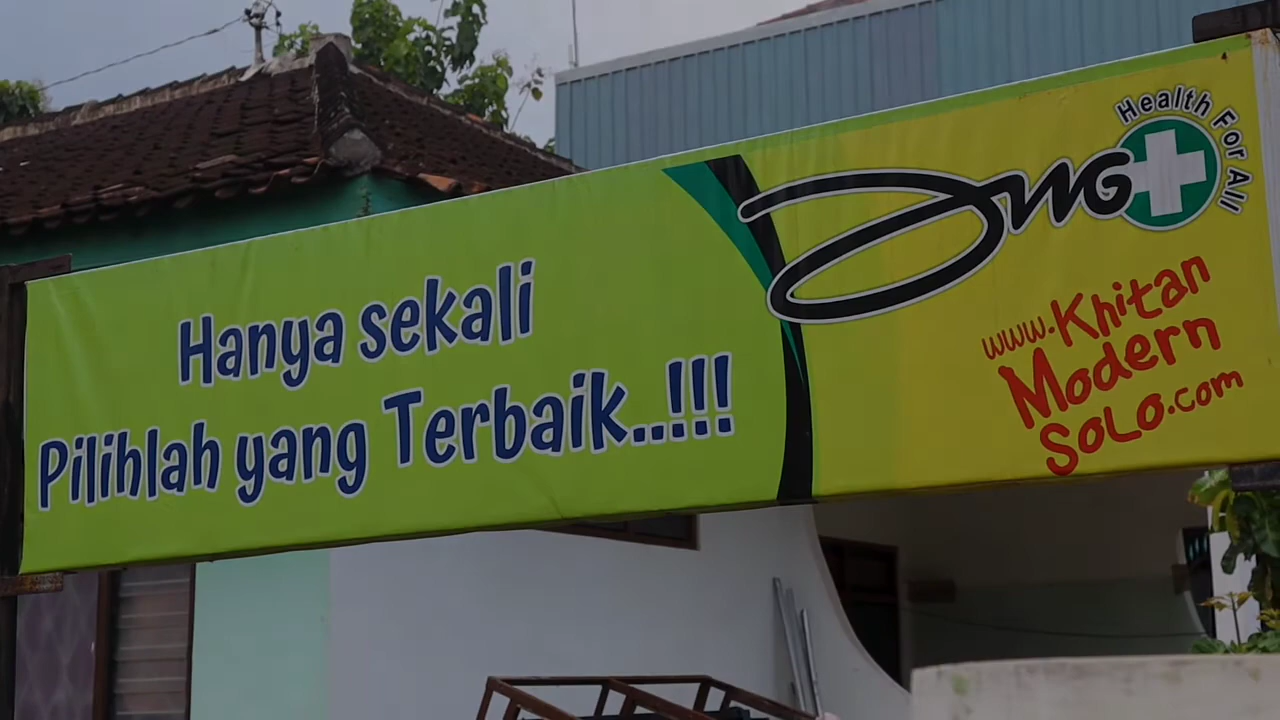 Hanya sekali
Pilihlah yang Terbaik..!!!
Health For All
www.Khitan
Modern
SoLo.com